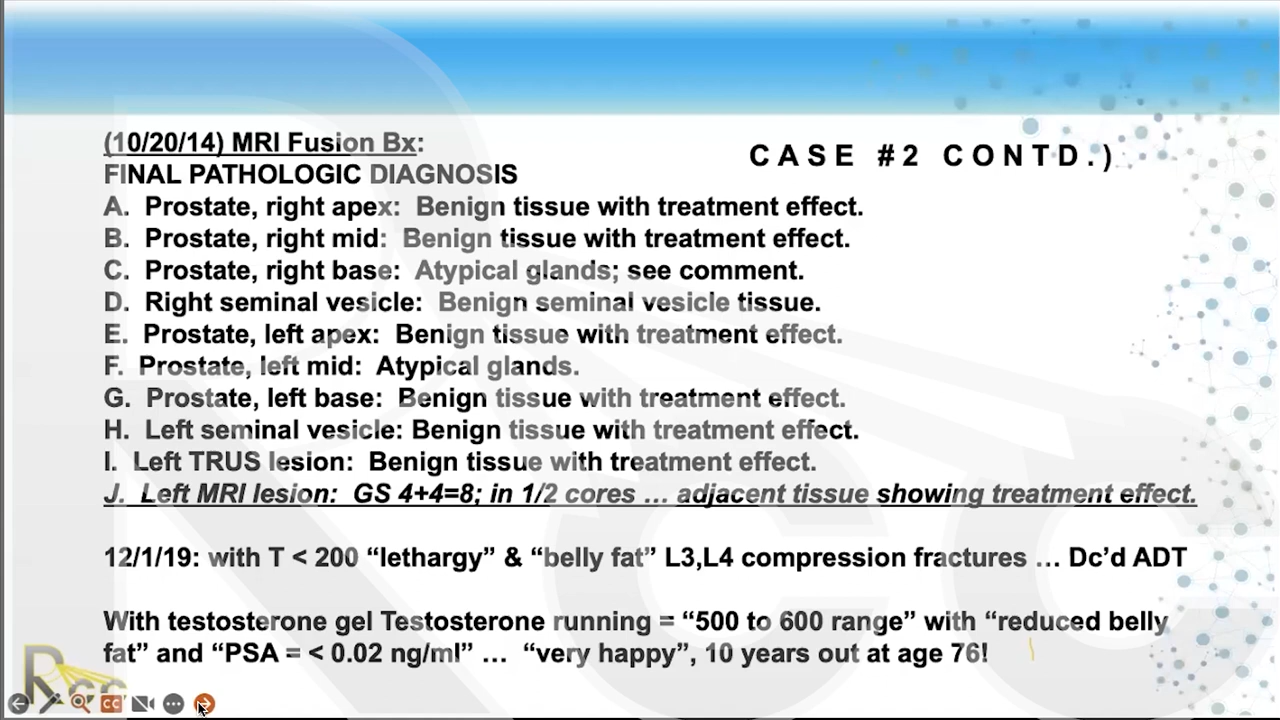 (10/20/14) MRI Fusion Bx:
CASE #2 CONTD.)
FINAL PATHOLOGIC DIAGNOSIS
A. Prostate, right apex: Benign tissue with treatment effect.
B. Prostate, right mid: Benign tissue with treatment effect.
C. Prostate, right base: Atypical glands; see comment.
D. Right seminal vesicle: Benign seminal vesicle tissue.
E. Prostate, left apex: Benign tissue with treatment effect.
F. Prostate, left mid: Atypical glands.
G. Prostate, left base: Benign tissue with treatment effect.
H. Left seminal vesicle: Benign tissue with treatment effect.
I. Left TRUS lesion: Benign tissue with treatment effect.
J. Left MRI lesion: GS 4+4=8; in 1/2 cores … adjacent tissue showing treatment effect.
12/1/19: with T < 200 “lethargy” & “belly fat” L3,L4 compression fractures … Dc’d ADT
With testosterone gel Testosterone running = “500 to 600 range” with “reduced belly
fat” and “PSA = < 0.02 ng/ml” … “very happy”, 10 years out at age 76!
Rcc
CC